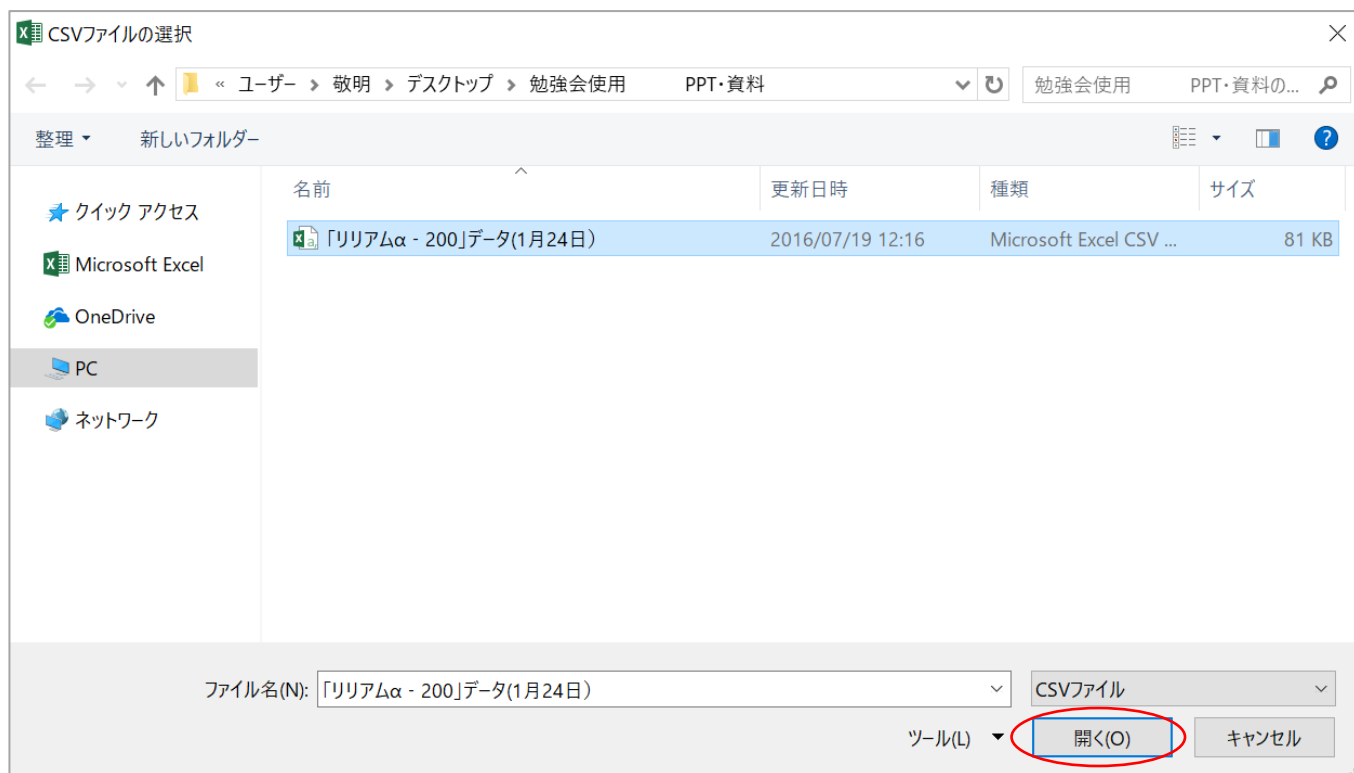 CSVファイルの選択
« ユーザー › 敬明 › デスクトップ › 勉強会使用 PPT・資料
勉強会使用 PPT・資料の...
整理 新しいフォルダー
名前 更新日時 種類 サイズ
クイック アクセス
「リリアムα - 200」データ(1月24日） 2016/07/19 12:16 Microsoft Excel CSV ... 81 KB
Microsoft Excel
OneDrive
PC
ネットワーク
ファイル名(N): 「リリアムα - 200」データ(1月24日） CSVファイル
ツール(L) 開く(O) キャンセル